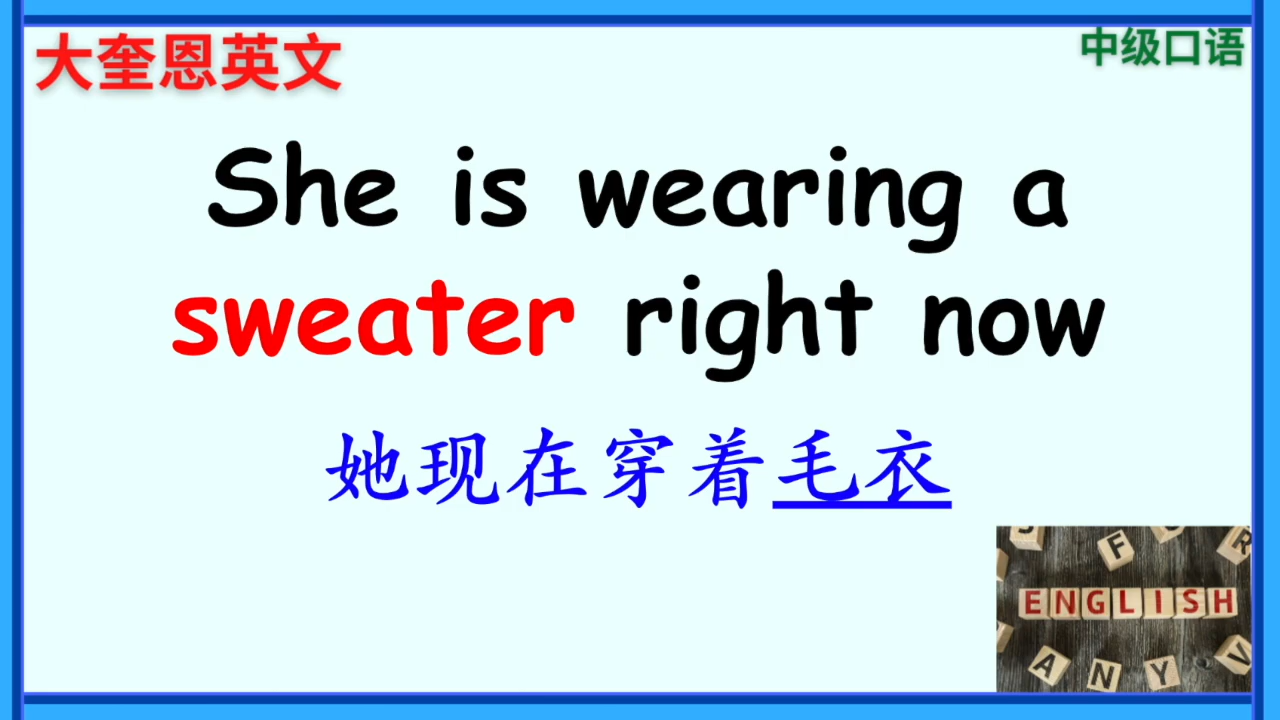 大奎恩英文
中级口语
She is wearing a
sweater right now
她现在穿着毛衣
F
R
ENGLISH
A N Y V